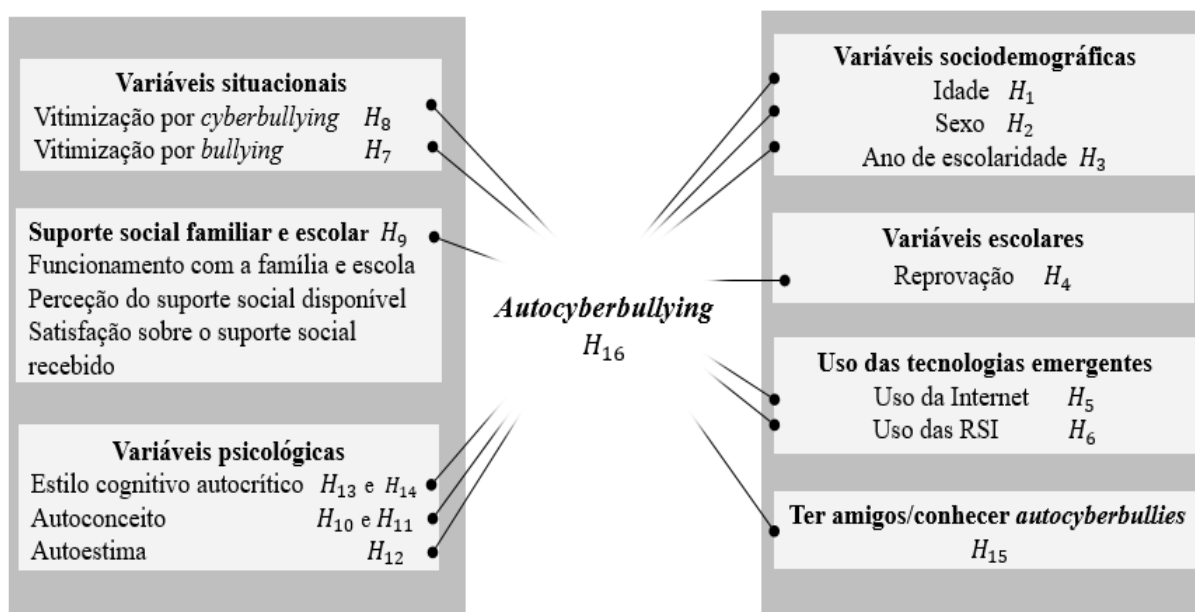 Variáveis situacionais
Vitimização por cyberbullying H₈
Vitimização por bullying H₇
Suporte social familiar e escolar H₉
Funcionamento com a família e escola
Perceção do suporte social disponível
Satisfação sobre o suporte social
recebido
Variáveis psicológicas
Estilo cognitivo autocrítico H₁₃ e H₁₄
Autoconceito H₁₀ e H₁₁
Autoestima H₁₂
Autocyberbullying
H₁₆
Variáveis sociodemográficas
Idade H₁
Sexo H₂
Ano de escolaridade H₃
Variáveis escolares
Reprovação H₄
Uso das tecnologias emergentes
Uso da Internet H₅
Uso das RSI H₆
Ter amigos/conhecer autocyberbullies
H₁₅